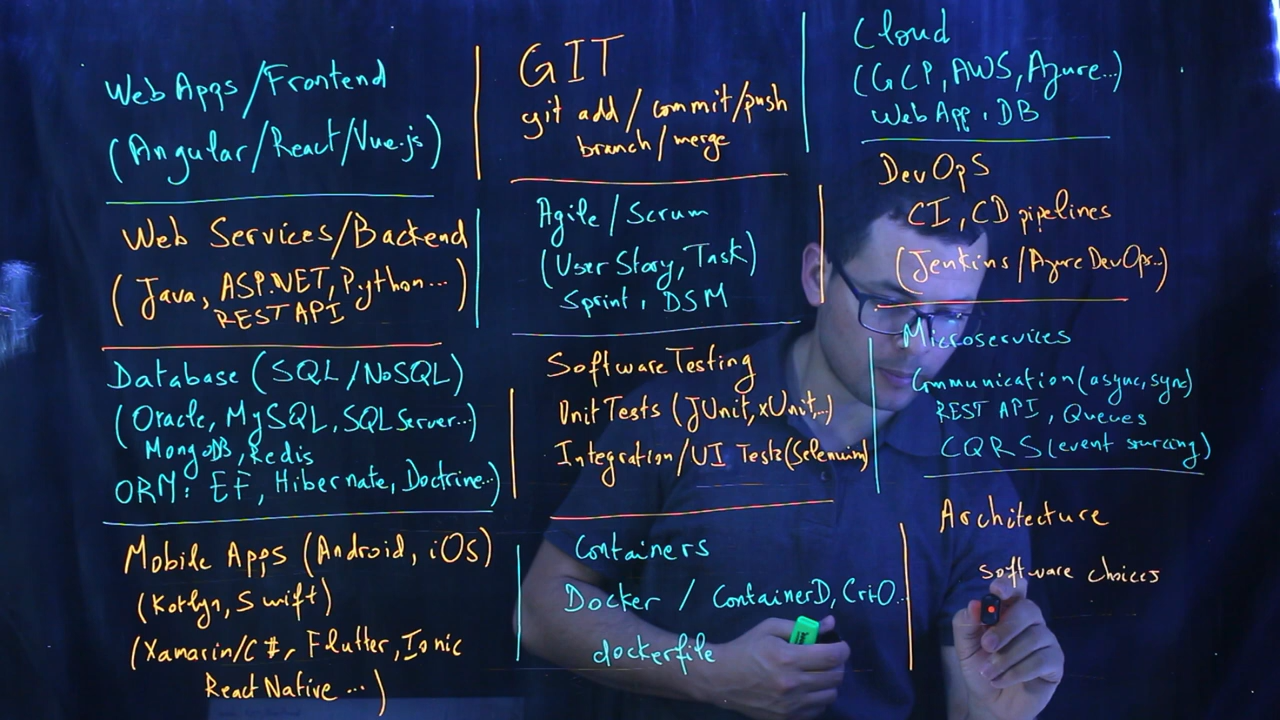 Web Apps/Frontend
(Angular/React/Vue.js)
Web Services/Backend
(Java, ASP.NET, Python...)
REST API
Database (SQL/NoSQL)
(Oracle, MySQL, SQL Server...)
MongoDB, Redis
ORM: EF, Hibernate, Doctrine...)
Mobile Apps (Android, iOs)
(Kotlyn, Swift)
(Xamarin/C#, Flutter, Ionic
React Native ...)
GIT
git add/commit/push
branch/merge
Agile/Scrum
(User Story, Task)
Sprint, DSM
Software Testing
Unit Tests (JUnit, xUnit,...)
Integration/UI Tests (Selenuim)
Containers
Docker / ContainerD, CriO...
dockerfile
Cloud
(GCP, AWS, Azure...)
Web App, DB
DevOps
CI, CD pipelines
(Jenkins/Azure DevOps...)
Microservices
Communication (async, sync)
REST API, Queues
CQRS (event sourcing)
Architecture
software choices